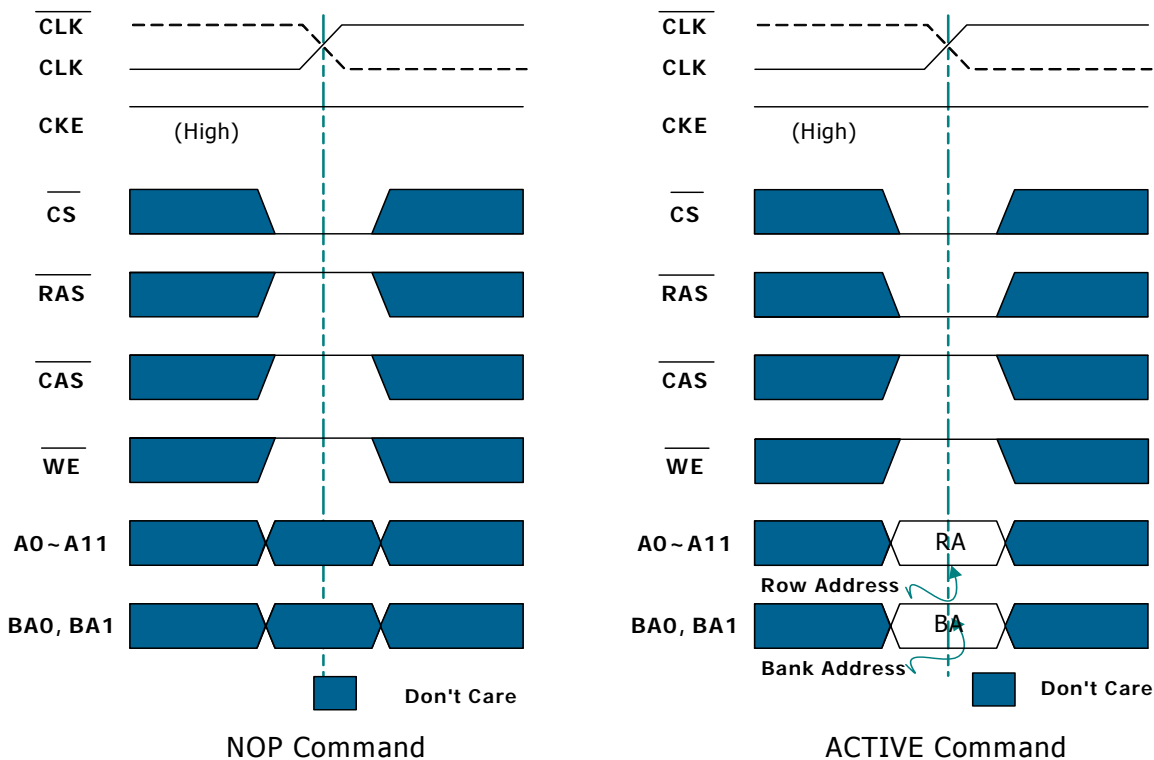 CLK
CLK
CKE
(High)
CS
RAS
CAS
WE
A0~A11
BA0, BA1
Don't Care
NOP Command
CLK
CLK
CKE
(High)
CS
RAS
CAS
WE
A0~A11
RA
Row Address
BA0, BA1
BA
Bank Address
Don't Care
ACTIVE Command